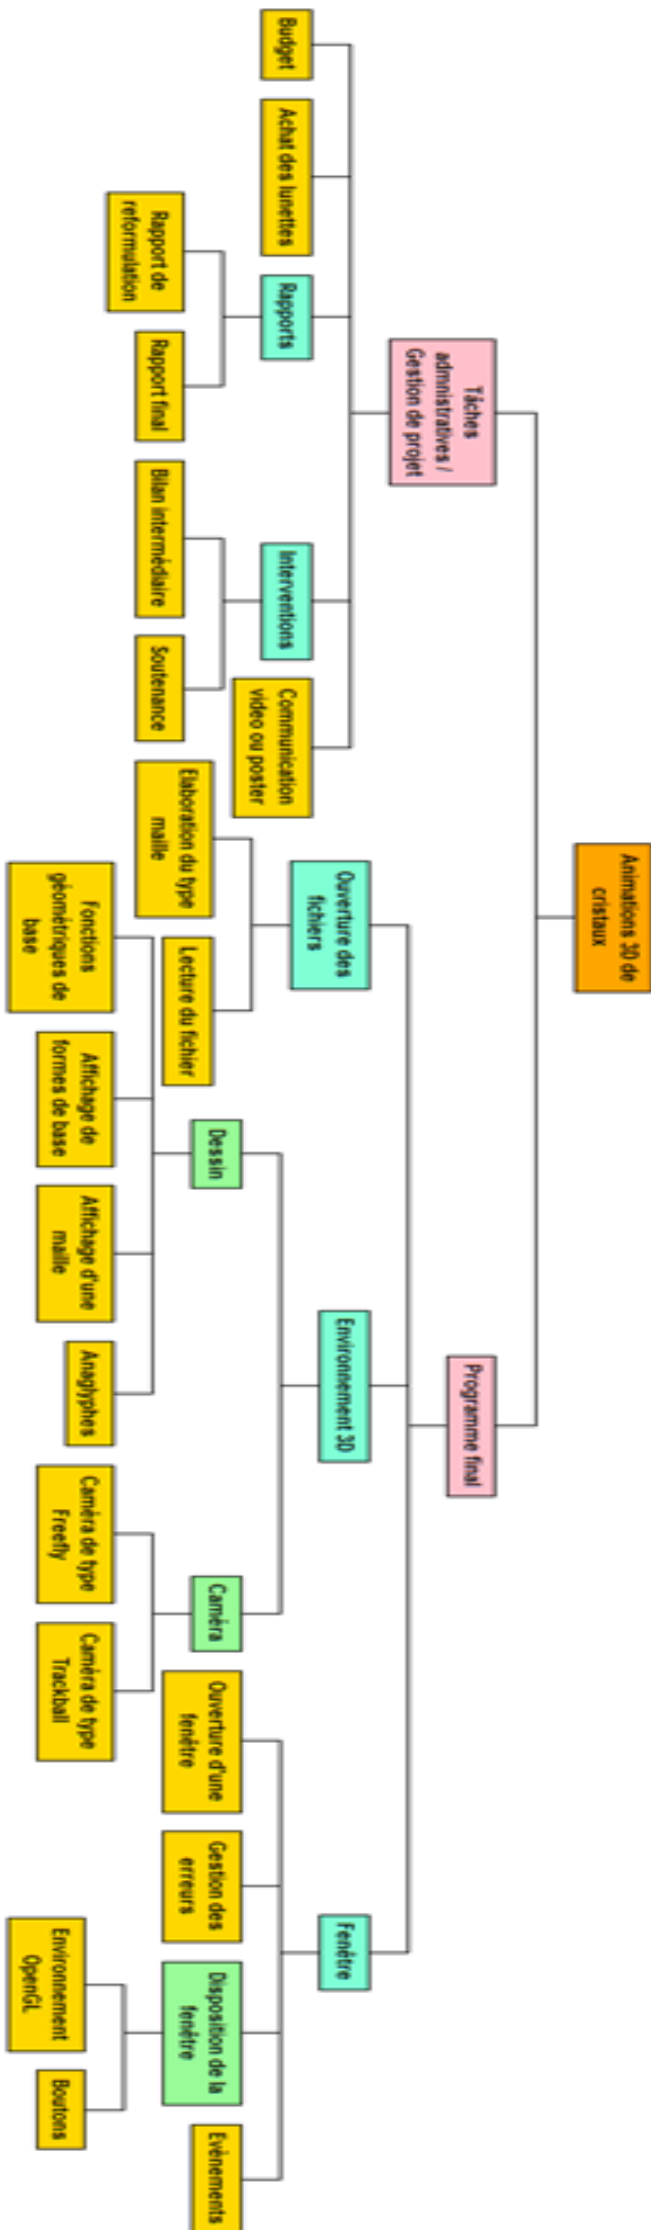 Animations 3D de
cristaux
Tâches
admnistratives /
Gestion de projet
Programme final
Budget
Achat des lunettes
Rapports
Interventions
Communication
video ou poster
Rapport de
reformulation
Rapport final
Bilan intermédiaire
Soutenance
Ouverture des
fichiers
Environnement 3D
Fenêtre
Elaboration du type
maille
Lecture du fichier
Dessin
Caméra
Ouverture d'une
fenêtre
Gestion des
erreurs
Disposition de la
fenêtre
Evènements
Fonctions
géométriques de
base
Affichage de
formes de base
Affichage d'une
maille
Anaglyphes
Caméra de type
Freefly
Caméra de type
Trackball
Environnement
OpenGL
Boutons